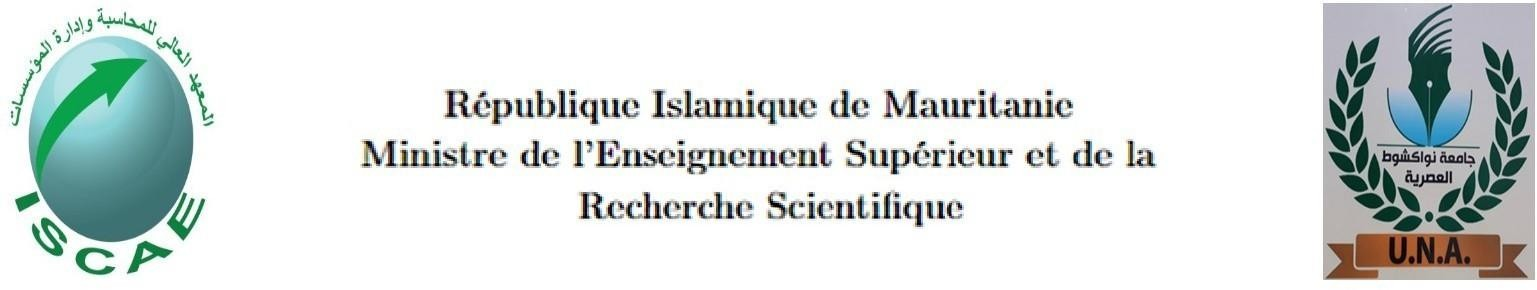 المعهد العالي للمحاسبة وإدارة المؤسسات
ISCAE
République Islamique de Mauritanie
Ministre de l'Enseignement Supérieur et de la
Recherche Scientifique
جامعة نواكشوط
العصرية
U.N.A.